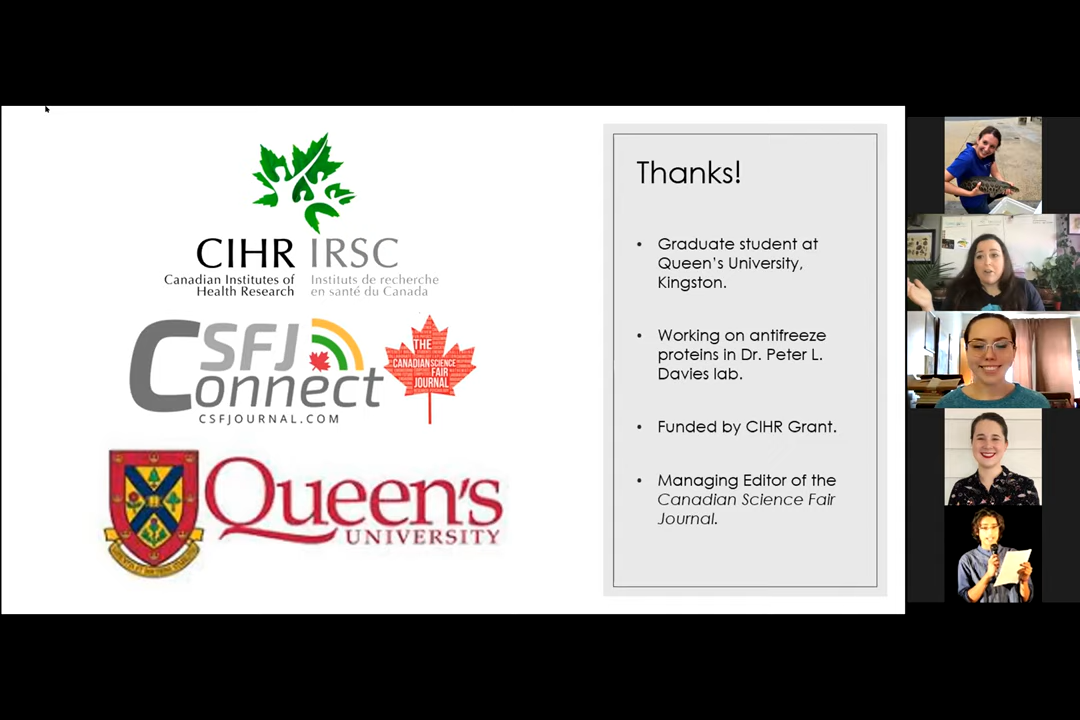 CIHR IRSC
Canadian Institutes of Health Research
Instituts de recherche en santé du Canada
CSFJ
Connect
CSFJOURNAL.COM
THE
CANADIAN SCIENCE
FAIR
JOURNAL
Queen's
UNIVERSITY
Thanks!
• Graduate student at
Queen's University,
Kingston.
• Working on antifreeze
proteins in Dr. Peter L.
Davies lab.
• Funded by CIHR Grant.
• Managing Editor of the
Canadian Science Fair
Journal.